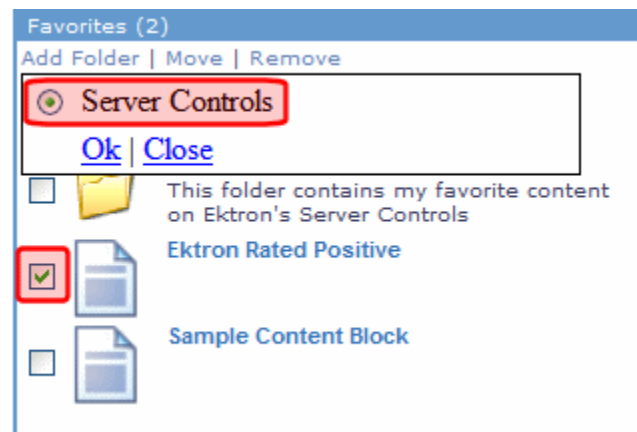 Favorites (2)
Add Folder | Move | Remove
Server Controls
Ok | Close
This folder contains my favorite content
on Ektron's Server Controls
Ektron Rated Positive
Sample Content Block